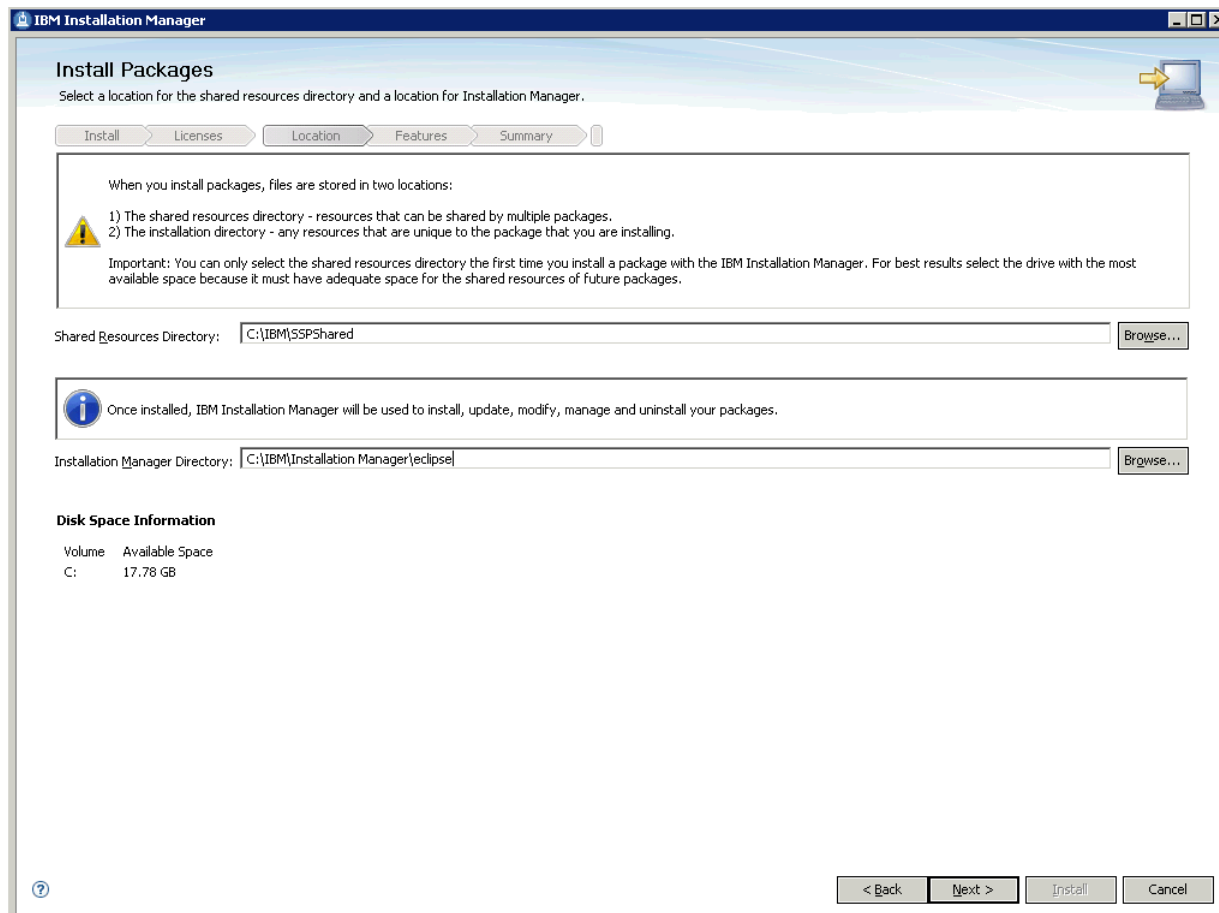 IBM Installation Manager
Install Packages
Select a location for the shared resources directory and a location for Installation Manager.
Install Licenses Location Features Summary
When you install packages, files are stored in two locations:
1) The shared resources directory - resources that can be shared by multiple packages.
2) The installation directory - any resources that are unique to the package that you are installing.
Important: You can only select the shared resources directory the first time you install a package with the IBM Installation Manager. For best results select the drive with the most
available space because it must have adequate space for the shared resources of future packages.
Shared Resources Directory: C:\IBM\SSPShared Browse...
Once installed, IBM Installation Manager will be used to install, update, modify, manage and uninstall your packages.
Installation Manager Directory: C:\IBM\Installation Manager\eclipse Browse...
Disk Space Information
Volume Available Space
C: 17.78 GB
? < Back Next > Install Cancel